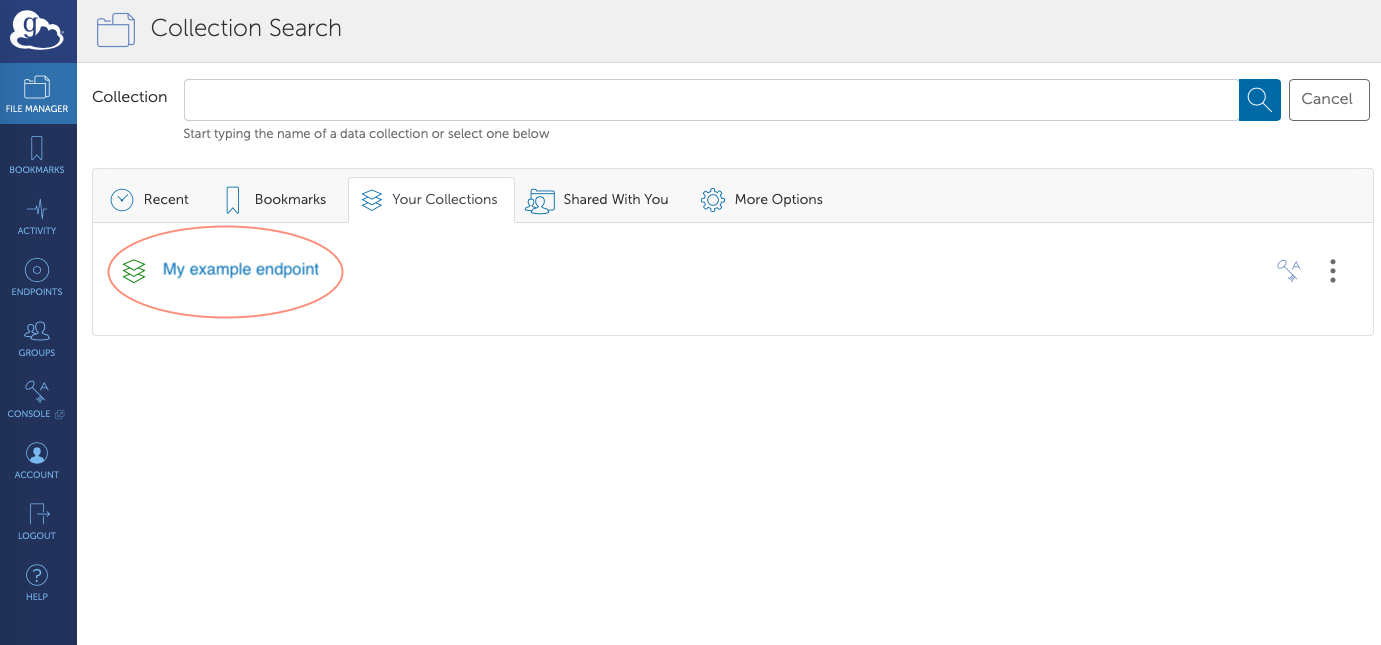 g
Collection Search
FILE MANAGER
BOOKMARKS
ACTIVITY
ENDPOINTS
GROUPS
CONSOLE
ACCOUNT
LOGOUT
? HELP
Collection
Cancel
Start typing the name of a data collection or select one below
Recent Bookmarks Your Collections Shared With You More Options
My example endpoint